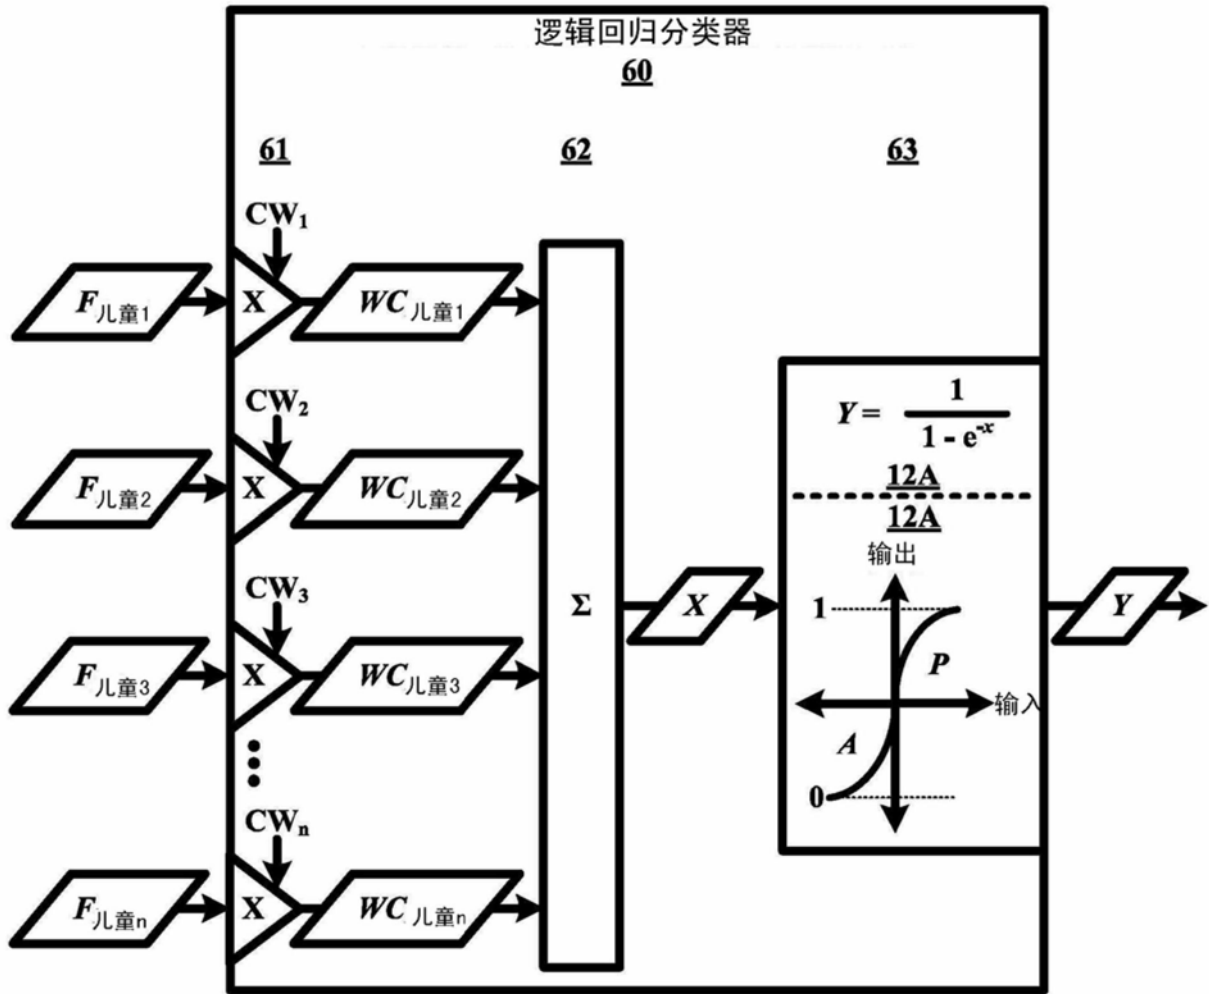 逻辑回归分类器
60
61
62
63
CW₁
F儿童1
X
WC儿童1
CW₂
F儿童2
X
WC儿童2
CW₃
F儿童3
X
WC儿童3
CWₙ
F儿童n
X
WC儿童n
Σ
X
Y = 1 / (1 - e⁻ˣ)
12A
12A
输出
1
P
输入
A
0
Y